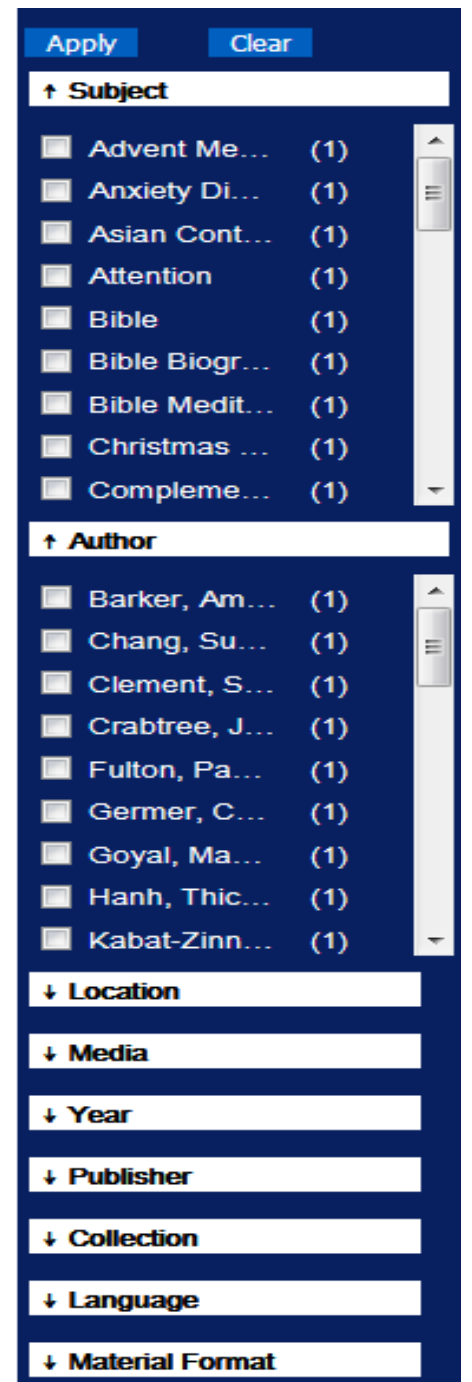 Apply Clear
↑ Subject
Advent Me... (1)
Anxiety Di... (1)
Asian Cont... (1)
Attention (1)
Bible (1)
Bible Biogr... (1)
Bible Medit... (1)
Christmas ... (1)
Compleme... (1)
↑ Author
Barker, Am... (1)
Chang, Su... (1)
Clement, S... (1)
Crabtree, J... (1)
Fulton, Pa... (1)
Germer, C... (1)
Goyal, Ma... (1)
Hanh, Thic... (1)
Kabat-Zinn... (1)
↓ Location
↓ Media
↓ Year
↓ Publisher
↓ Collection
↓ Language
↓ Material Format